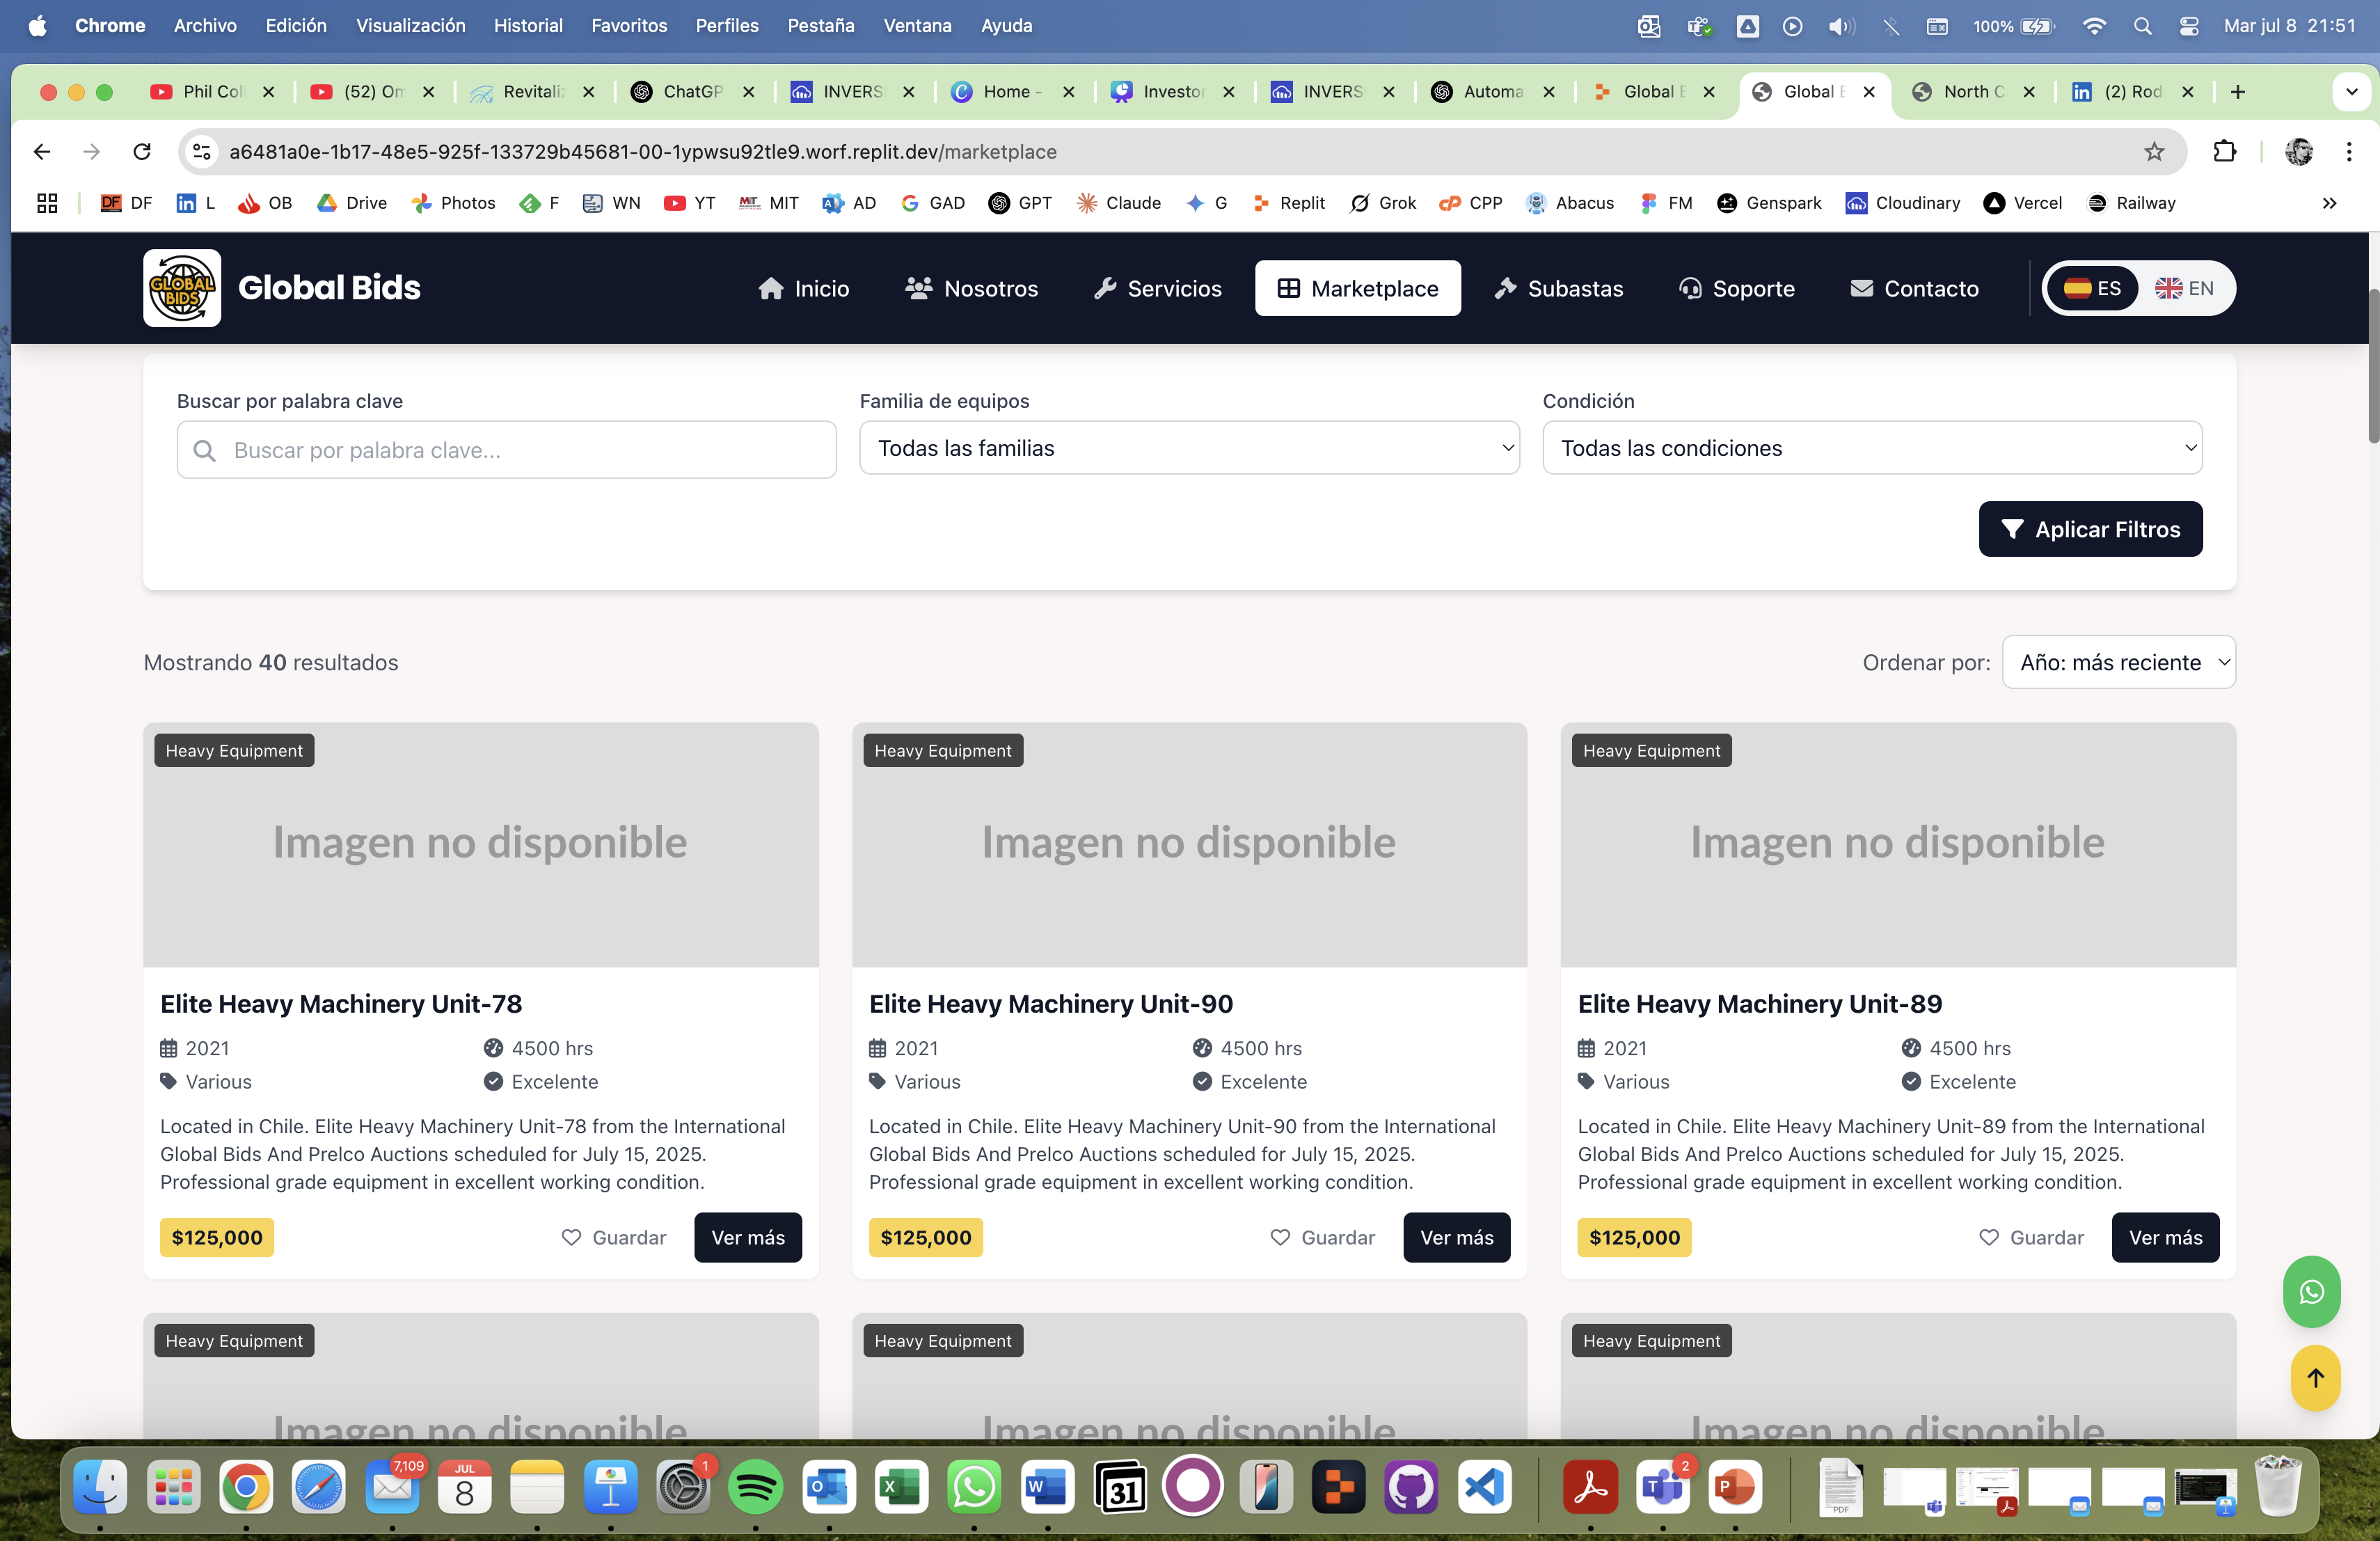 Chrome Archivo Edición Visualización Historial Favoritos Perfiles Pestaña Ventana Ayuda 100% Mar jul 8 21:51
Phil Col (52) Om Revitaliz ChatGP INVERS Home - Investor INVERS Automa Global B Global B North C (2) Rod
a6481a0e-1b17-48e5-925f-133729b45681-00-1ypwsu92tle9.worf.replit.dev/marketplace
DF DF L OB Drive Photos F WN YT MIT AD GAD GPT Claude G Replit Grok CPP Abacus FM Genspark Cloudinary Vercel Railway
GLOBAL BIDS Global Bids Inicio Nosotros Servicios Marketplace Subastas Soporte Contacto ES EN
Buscar por palabra clave Familia de equipos Condición
Buscar por palabra clave... Todas las familias Todas las condiciones
Aplicar Filtros
Mostrando 40 resultados Ordenar por: Año: más reciente
Heavy Equipment Heavy Equipment Heavy Equipment
Imagen no disponible Imagen no disponible Imagen no disponible
Elite Heavy Machinery Unit-78
2021 4500 hrs
Various Excelente
Located in Chile. Elite Heavy Machinery Unit-78 from the International
Global Bids And Prelco Auctions scheduled for July 15, 2025.
Professional grade equipment in excellent working condition.
$125,000 Guardar Ver más
Elite Heavy Machinery Unit-90
2021 4500 hrs
Various Excelente
Located in Chile. Elite Heavy Machinery Unit-90 from the International
Global Bids And Prelco Auctions scheduled for July 15, 2025.
Professional grade equipment in excellent working condition.
$125,000 Guardar Ver más
Elite Heavy Machinery Unit-89
2021 4500 hrs
Various Excelente
Located in Chile. Elite Heavy Machinery Unit-89 from the International
Global Bids And Prelco Auctions scheduled for July 15, 2025.
Professional grade equipment in excellent working condition.
$125,000 Guardar Ver más
Heavy Equipment Heavy Equipment Heavy Equipment
Imagen no disponible Imagen no disponible Imagen no disponible
7,109 JUL 8 1 31 2 PDF